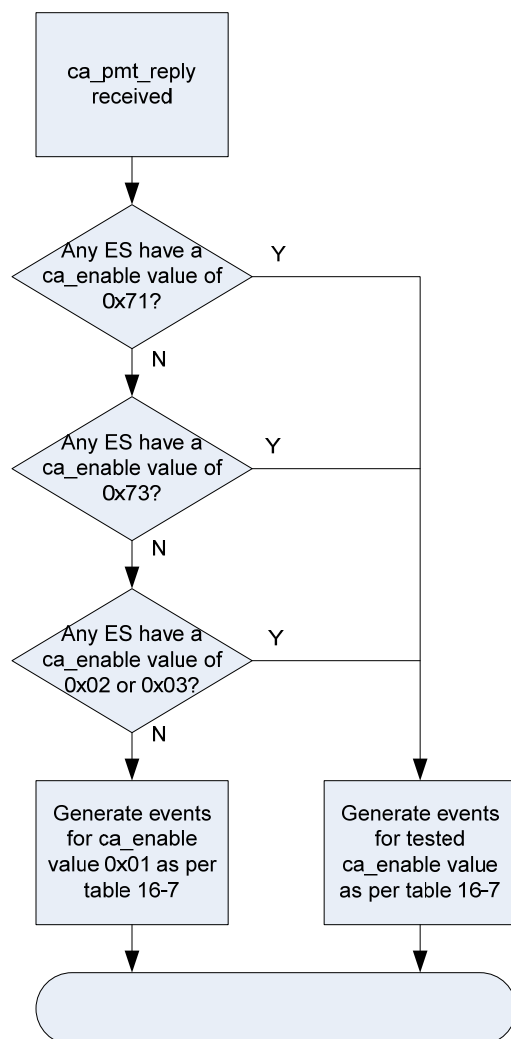 ca_pmt_reply
received
Any ES have a
ca_enable value of
0x71?
Y
N
Any ES have a
ca_enable value of
0x73?
Y
N
Any ES have a
ca_enable value of
0x02 or 0x03?
Y
N
Generate events
for ca_enable
value 0x01 as per
table 16-7
Generate events
for tested
ca_enable value
as per table 16-7